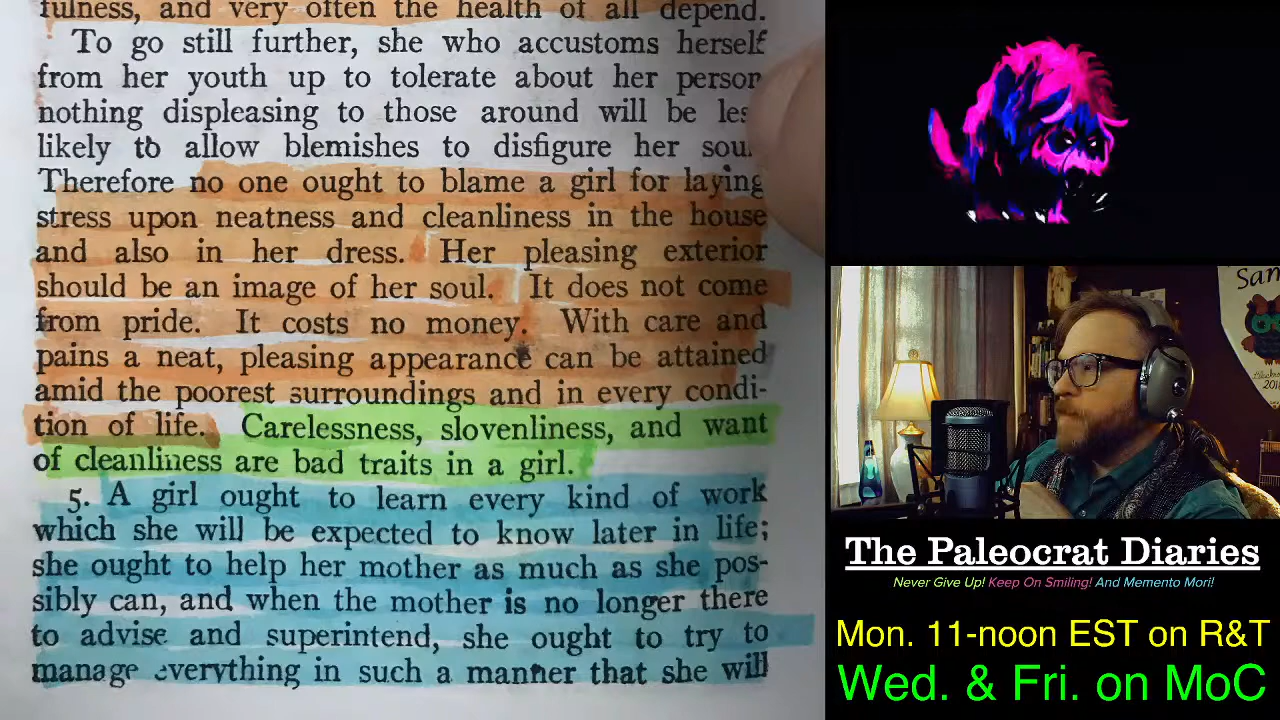 fulness, and very often the health of all depend.
To go still further, she who accustoms herself
from her youth up to tolerate about her person
nothing displeasing to those around will be les
likely to allow blemishes to disfigure her soul.
Therefore no one ought to blame a girl for laying
stress upon neatness and cleanliness in the house
and also in her dress. Her pleasing exterior
should be an image of her soul. It does not come
from pride. It costs no money. With care and
pains a neat, pleasing appearance can be attained
amid the poorest surroundings and in every condi-
tion of life. Carelessness, slovenliness, and want
of cleanliness are bad traits in a girl.
5. A girl ought to learn every kind of work
which she will be expected to know later in life;
she ought to help her mother as much as she pos-
sibly can, and when the mother is no longer there
to advise and superintend, she ought to try to
manage everything in such a manner that she will
San
201
The Paleocrat Diaries
Never Give Up! Keep On Smiling! And Memento Mori!
Mon. 11-noon EST on R&T
Wed. & Fri. on MoC